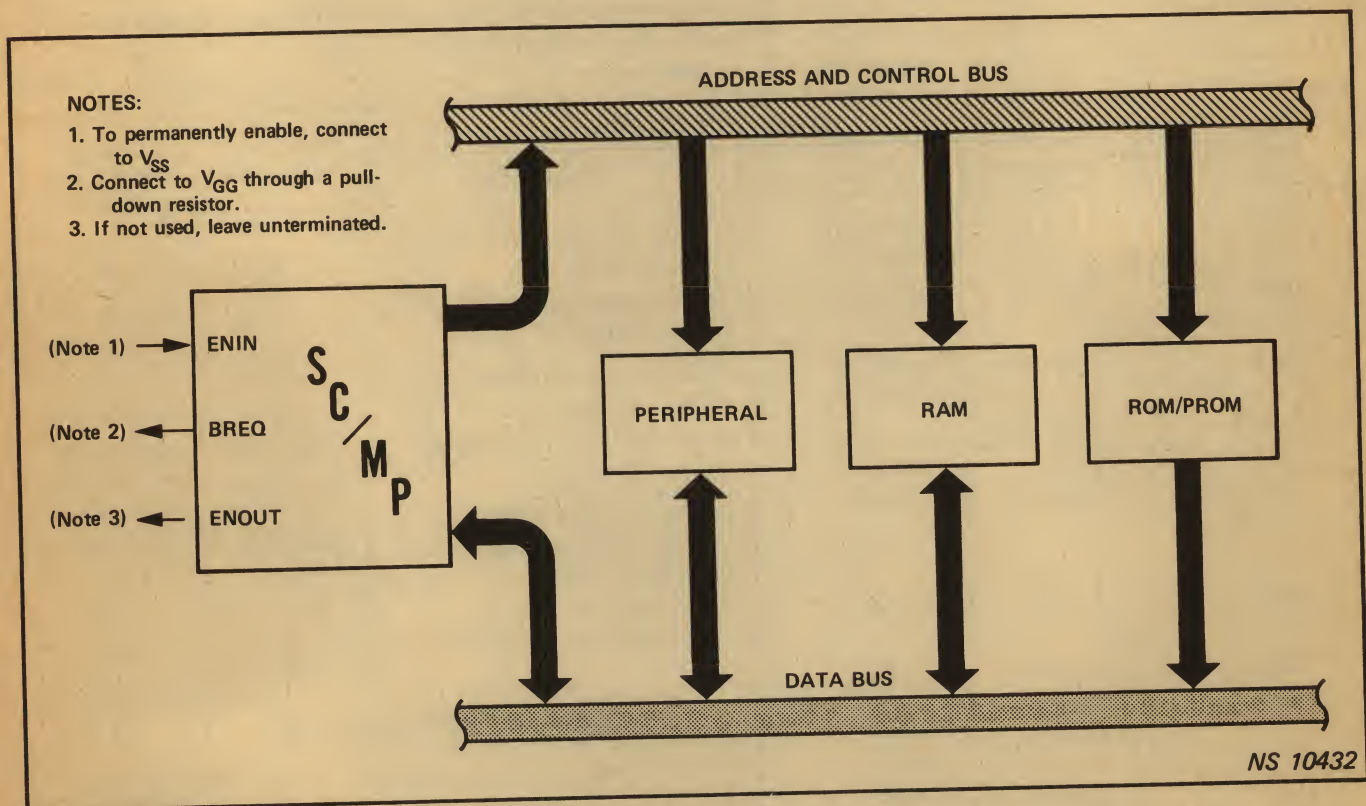 ADDRESS AND CONTROL BUS
NOTES:
1. To permanently enable, connect
to VSS
2. Connect to VGG through a pull-
down resistor.
3. If not used, leave unterminated.
(Note 1)
ENIN
(Note 2)
BREQ
(Note 3)
ENOUT
SC/MP
PERIPHERAL
RAM
ROM/PROM
DATA BUS
NS 10432